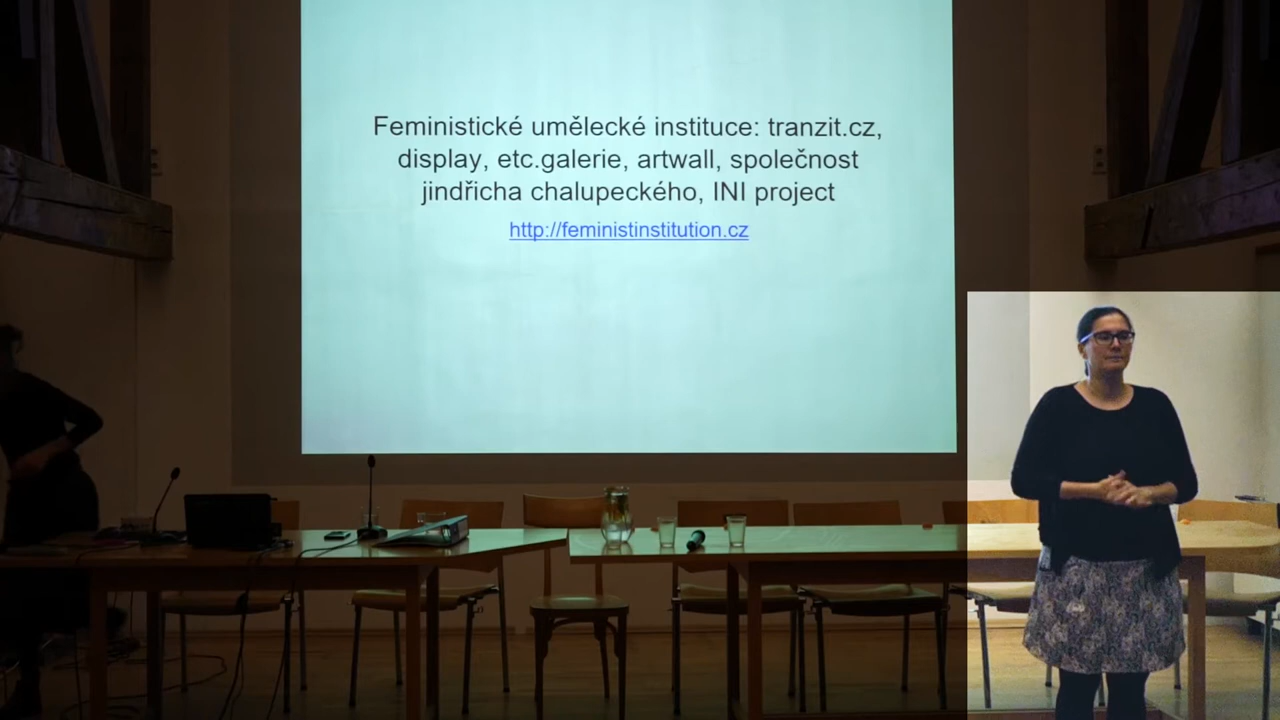 Feministické umělecké instituce: tranzit.cz,
display, etc.galerie, artwall, společnost
jindřicha chalupeckého, INI project
http://feministinstitution.cz